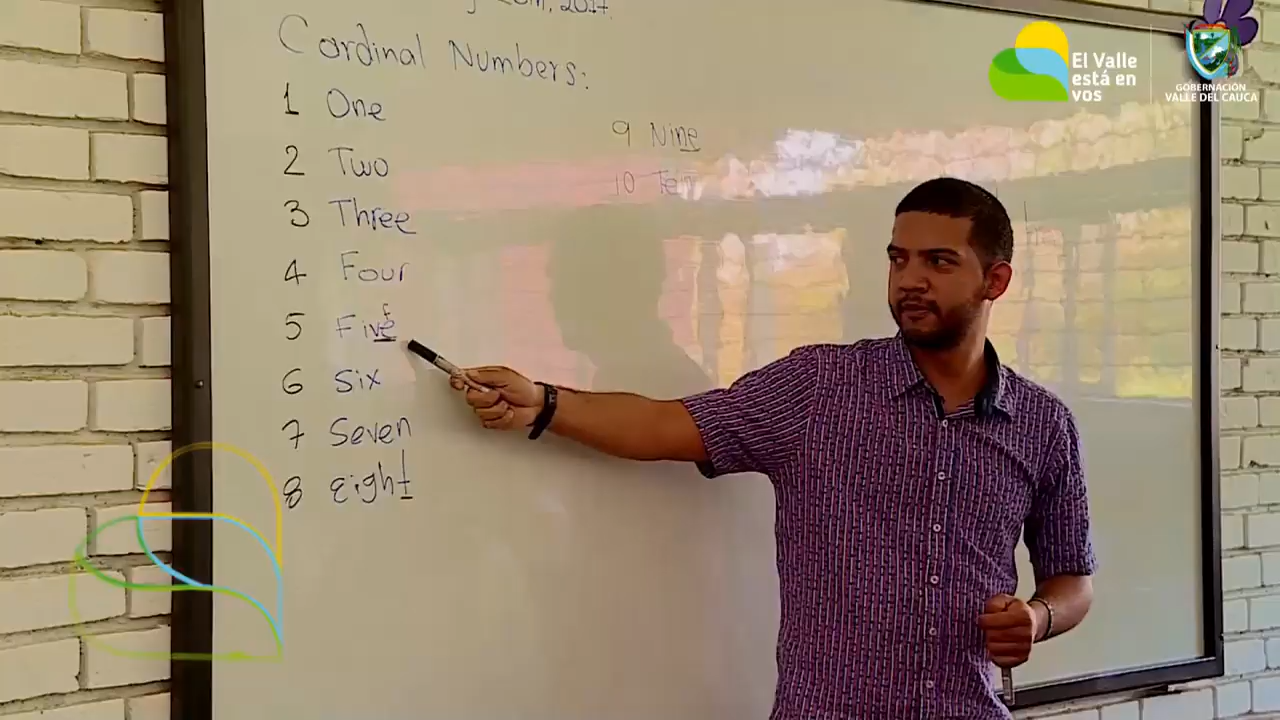 2017.
Cardinal Numbers:
1 One
2 Two
3 Three
4 Four
f
5 Five
6 Six
7 Seven
8 eight
9 Nine
10 Ten
El Valle
está en
vos
GOBERNACIÓN
VALLE DEL CAUCA